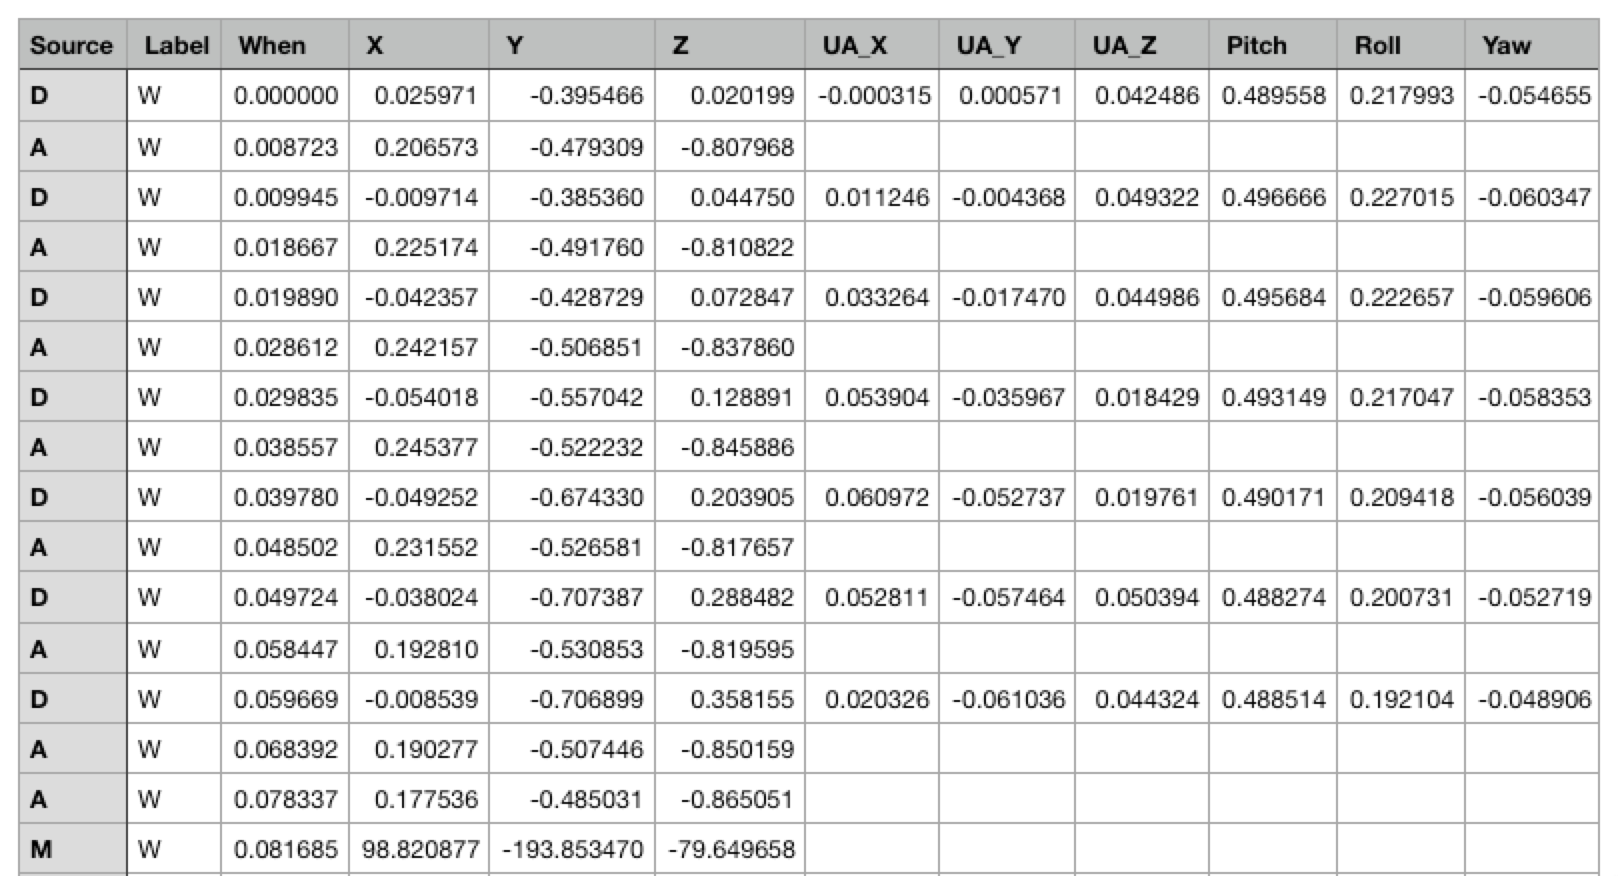 Source Label When X Y Z UA_X UA_Y UA_Z Pitch Roll Yaw
D W 0.000000 0.025971 -0.395466 0.020199 -0.000315 0.000571 0.042486 0.489558 0.217993 -0.054655
A W 0.008723 0.206573 -0.479309 -0.807968
D W 0.009945 -0.009714 -0.385360 0.044750 0.011246 -0.004368 0.049322 0.496666 0.227015 -0.060347
A W 0.018667 0.225174 -0.491760 -0.810822
D W 0.019890 -0.042357 -0.428729 0.072847 0.033264 -0.017470 0.044986 0.495684 0.222657 -0.059606
A W 0.028612 0.242157 -0.506851 -0.837860
D W 0.029835 -0.054018 -0.557042 0.128891 0.053904 -0.035967 0.018429 0.493149 0.217047 -0.058353
A W 0.038557 0.245377 -0.522232 -0.845886
D W 0.039780 -0.049252 -0.674330 0.203905 0.060972 -0.052737 0.019761 0.490171 0.209418 -0.056039
A W 0.048502 0.231552 -0.526581 -0.817657
D W 0.049724 -0.038024 -0.707387 0.288482 0.052811 -0.057464 0.050394 0.488274 0.200731 -0.052719
A W 0.058447 0.192810 -0.530853 -0.819595
D W 0.059669 -0.008539 -0.706899 0.358155 0.020326 -0.061036 0.044324 0.488514 0.192104 -0.048906
A W 0.068392 0.190277 -0.507446 -0.850159
A W 0.078337 0.177536 -0.485031 -0.865051
M W 0.081685 98.820877 -193.853470 -79.649658